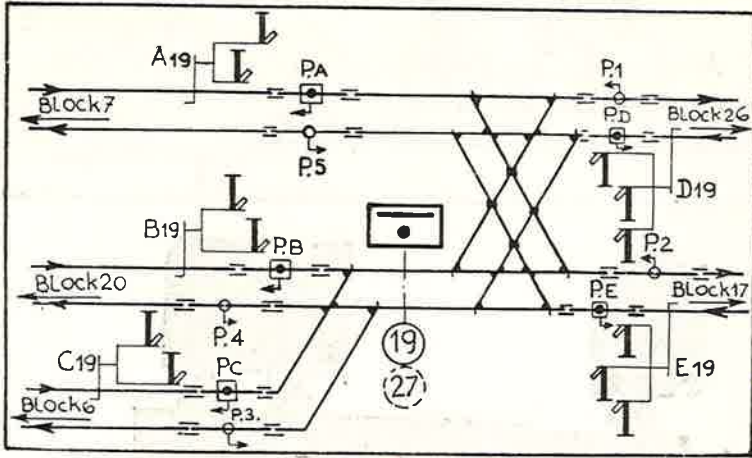 A19
P.A
P.1
BLOCK7
BLOCK26
P.D
P.5
D19
B19
P.B
P.2
BLOCK20
BLOCK17
P.4
P.E
C19
PC
19
E19
27
BLOCK6
P.3.